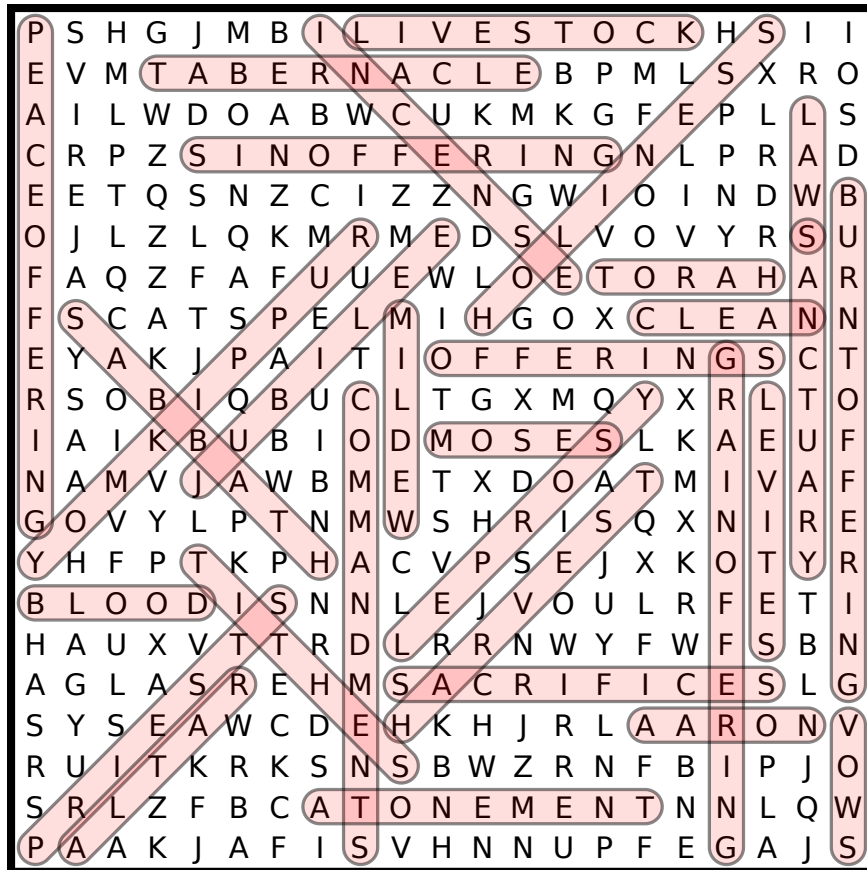 P S H G J M B I L I V E S T O C K H S I I
E V M T A B E R N A C L E B P M L S X R O
A I L W D O A B W C U K M K G F E P L L S
C R P Z S I N O F F E R I N G N L P R A D
E E T Q S N Z C I Z Z N G W I O I N D W B
O J L Z L Q K M R M E D S L V O V Y R S U
F A Q Z F A F U U E W L O E T O R A H A R
F S C A T S P E L M I H G O X C L E A N N
E Y A K J P A I T I O F F E R I N G S C T
R S O B I Q B U C L T G X M Q Y X R L T O
I A I K B U B I O D M O S E S L K A E U F
N A M V J A W B M E T X D O A T M I V A F
G O V Y L P T N M W S H R I S Q X N I R E
Y H F P T K P H A C V P S E J X K O T Y R
B L O O D I S N N L E J V O U L R F E T I
H A U X V T T R D L R R N W Y F W F S B N
A G L A S R E H M S A C R I F I C E S L G
S Y S E A W C D E H K H J R L A A R O N V
R U I T K R K S N S B W Z R N F B I P J O
S R L Z F B C A T O N E M E N T N N L Q W
P A A K J A F I S V H N N U P F E G A J S